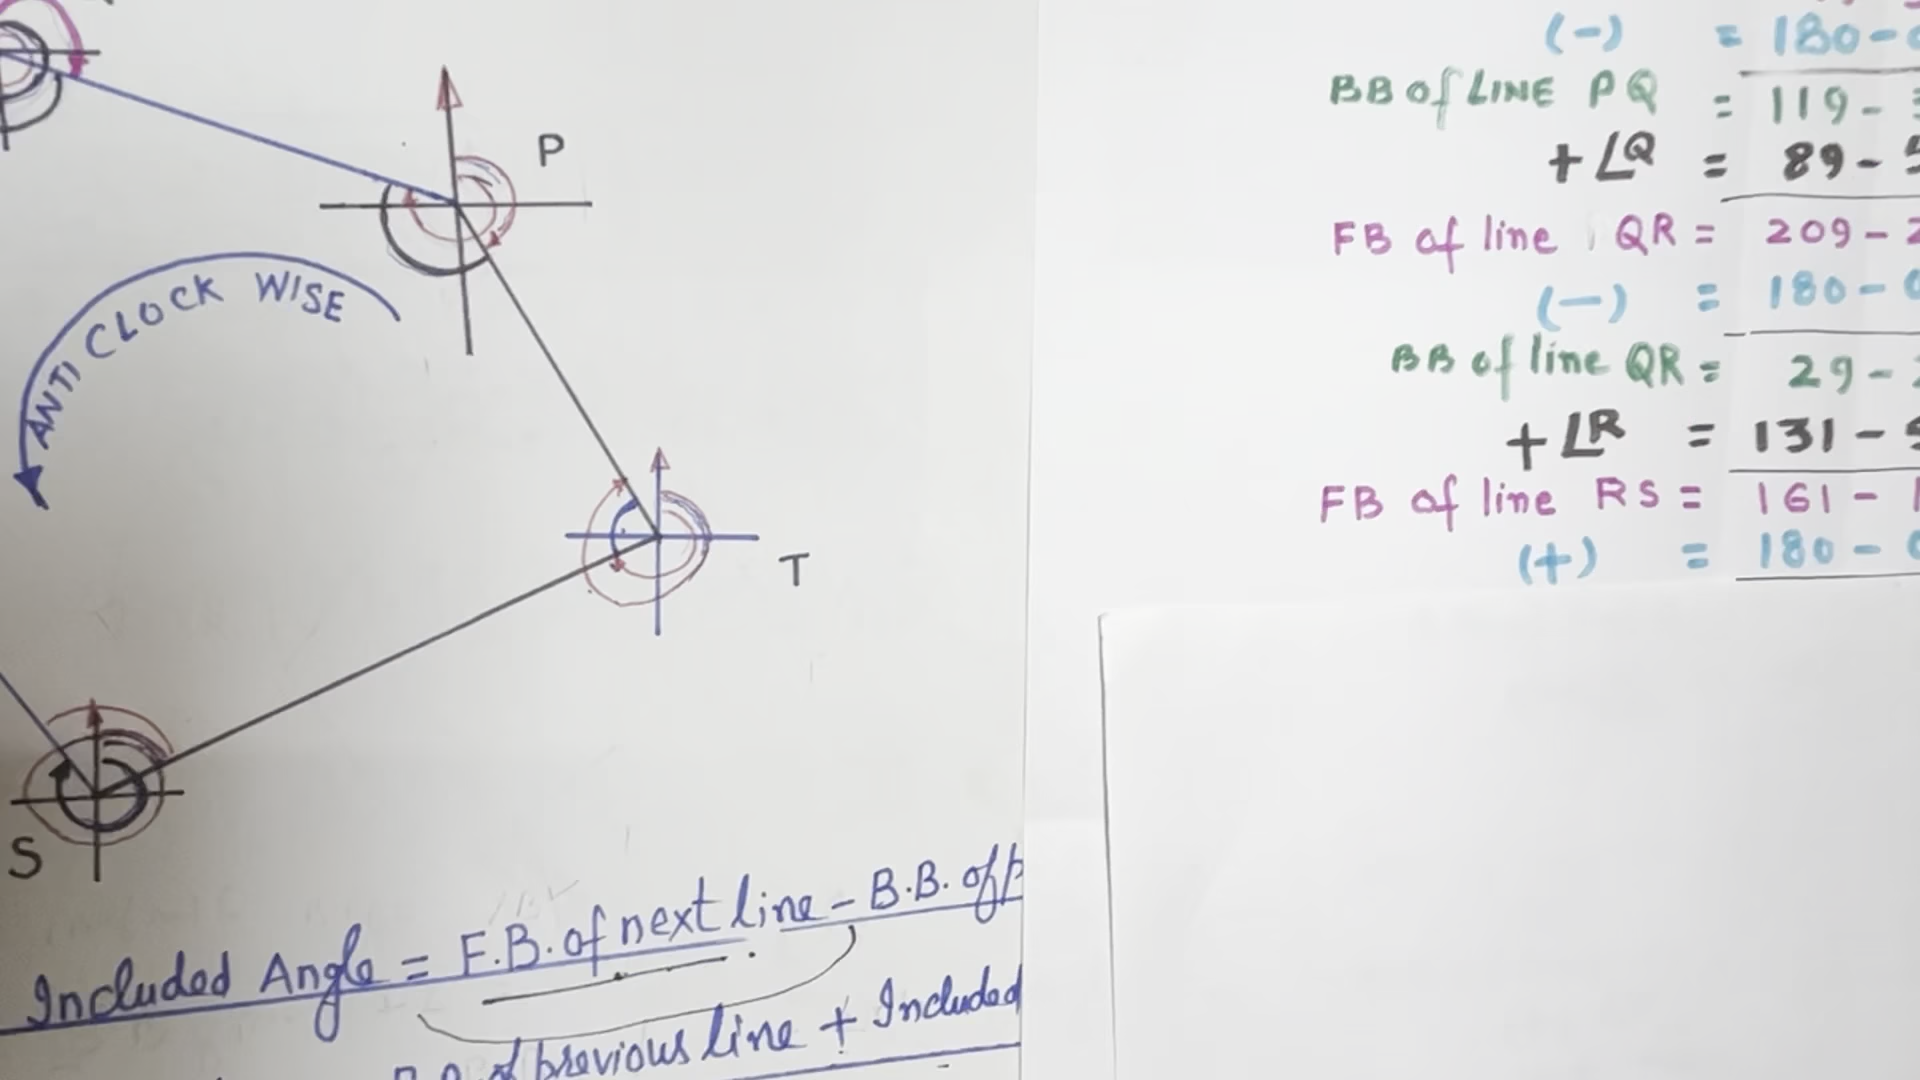 P
ANTI CLOCK WISE
T
S
Included Angle = F.B. of next line - B.B. of
of previous line + Included
(-) = 180-
BB of LINE PQ = 119-
+∠Q = 89-
FB of line QR = 209-
(-) = 180-
BB of line QR = 29-
+∠R = 131-
FB of line RS = 161-
(+) = 180-